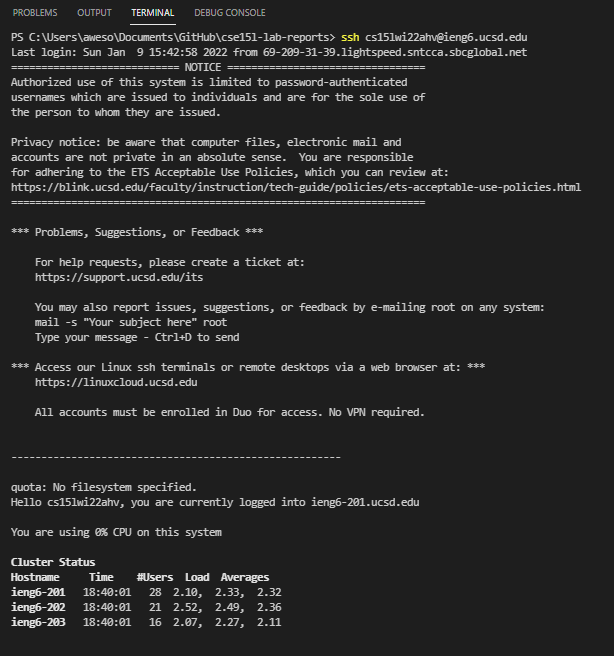 PROBLEMS OUTPUT TERMINAL DEBUG CONSOLE
PS C:\Users\aweso\Documents\GitHub\cse15l-lab-reports> ssh cs15lwi22ahv@ieng6.ucsd.edu
Last login: Sun Jan  9 15:42:58 2022 from 69-209-31-39.lightspeed.sntcca.sbcglobal.net
============================ NOTICE =================================
Authorized use of this system is limited to password-authenticated
usernames which are issued to individuals and are for the sole use of
the person to whom they are issued.

Privacy notice: be aware that computer files, electronic mail and
accounts are not private in an absolute sense.  You are responsible
for adhering to the ETS Acceptable Use Policies, which you can review at:
https://blink.ucsd.edu/faculty/instruction/tech-guide/policies/ets-acceptable-use-policies.html
=====================================================================

*** Problems, Suggestions, or Feedback ***

    For help requests, please create a ticket at:
    https://support.ucsd.edu/its

    You may also report issues, suggestions, or feedback by e-mailing root on any system:
    mail -s "Your subject here" root
    Type your message - Ctrl+D to send

*** Access our Linux ssh terminals or remote desktops via a web browser at: ***
    https://linuxcloud.ucsd.edu

    All accounts must be enrolled in Duo for access. No VPN required.


-------------------------------------------------------

quota: No filesystem specified.
Hello cs15lwi22ahv, you are currently logged into ieng6-201.ucsd.edu

You are using 0% CPU on this system

Cluster Status
Hostname     Time    #Users  Load  Averages
ieng6-201   18:40:01   28  2.10,  2.33,  2.32
ieng6-202   18:40:01   21  2.52,  2.49,  2.36
ieng6-203   18:40:01   16  2.07,  2.27,  2.11